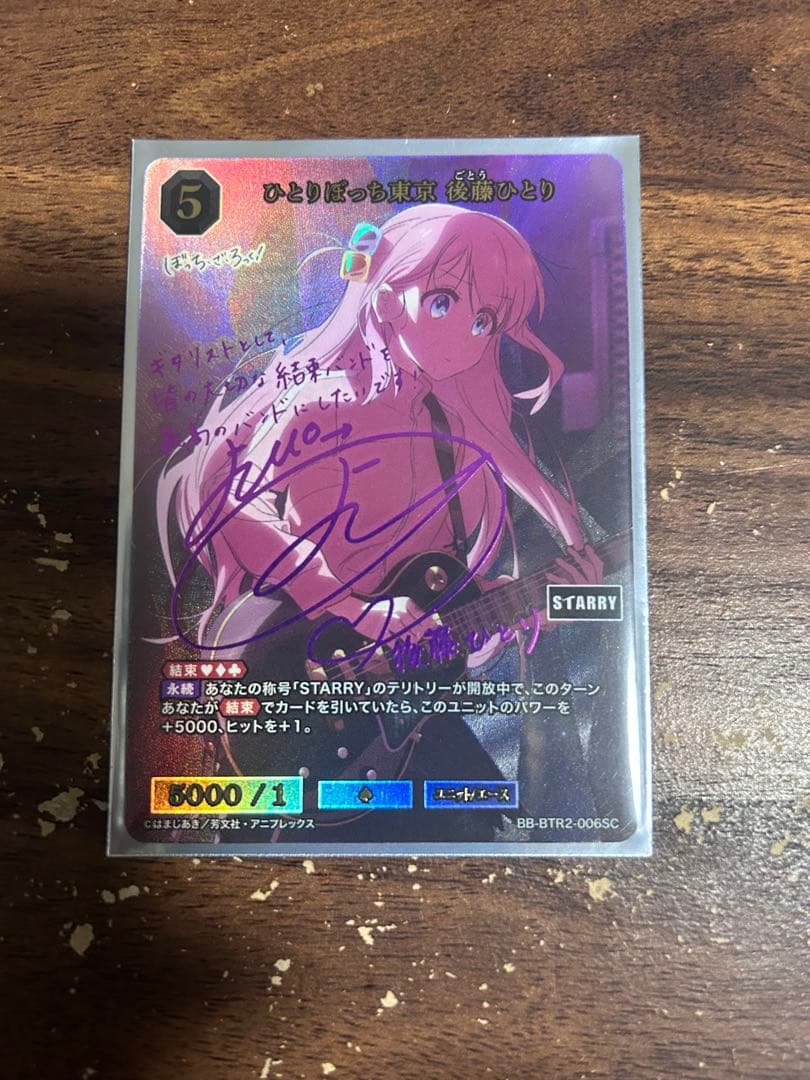 5
ひとりぼっち東京 後藤ひとり
ごとう
ぼっち・ざ・ろっく!
ギタリストとして、
皆の大切な結束バンドを
最高のバンドにしたいです!
STARRY
後藤ひとり
結束♥♦♣
永続 あなたの称号「STARRY」のテリトリーが開放中で、このターン
あなたが 結束 でカードを引いていたら、このユニットのパワーを
+5000、ヒットを+1。
5000/1
♠
ユニット/エース
©はまじあき/芳文社・アニプレックス
BB-BTR2-006SC